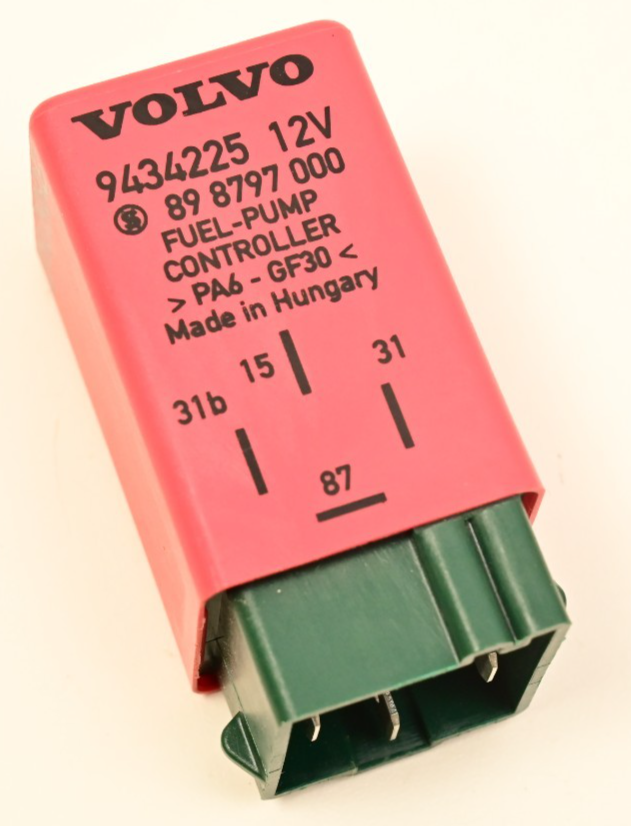 VOLVO
9434225 12V
89 8797 000
FUEL-PUMP
CONTROLLER
> PA6 - GF30 <
Made in Hungary
15
31
31b
87